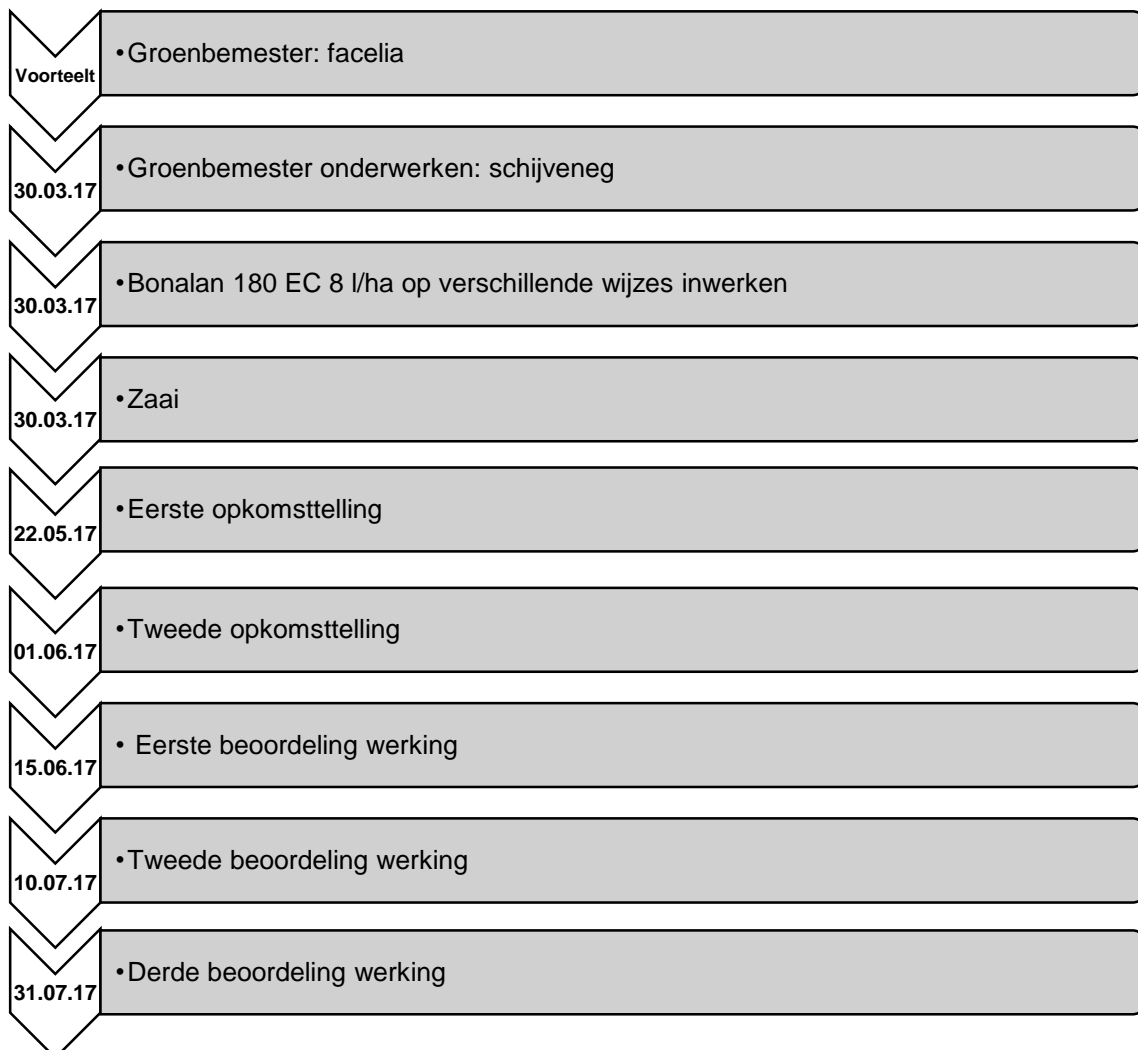 Voorteelt
•Groenbemester: facelia
30.03.17
•Groenbemester onderwerken: schijveneg
30.03.17
•Bonalan 180 EC 8 l/ha op verschillende wijzes inwerken
30.03.17
•Zaai
22.05.17
•Eerste opkomsttelling
01.06.17
•Tweede opkomsttelling
15.06.17
• Eerste beoordeling werking
10.07.17
•Tweede beoordeling werking
31.07.17
•Derde beoordeling werking